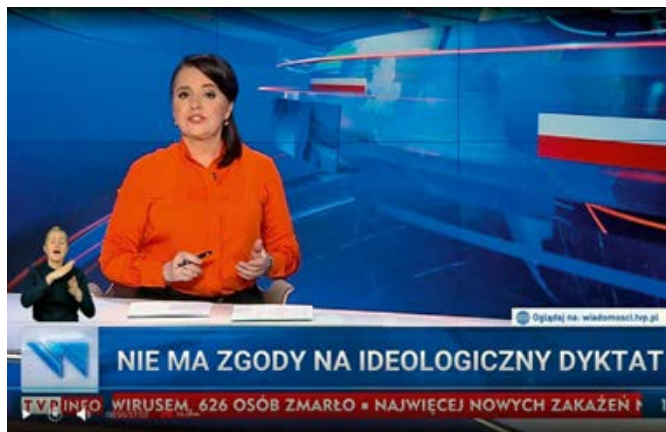 Oglądaj na: wiadomosci.tvp.pl
NIE MA ZGODY NA IDEOLOGICZNY DYKTAT
TVP INFO WIRUSEM, 626 OSÓB ZMARŁO ▪ NAJWIĘCEJ NOWYCH ZAKAŻEŃ